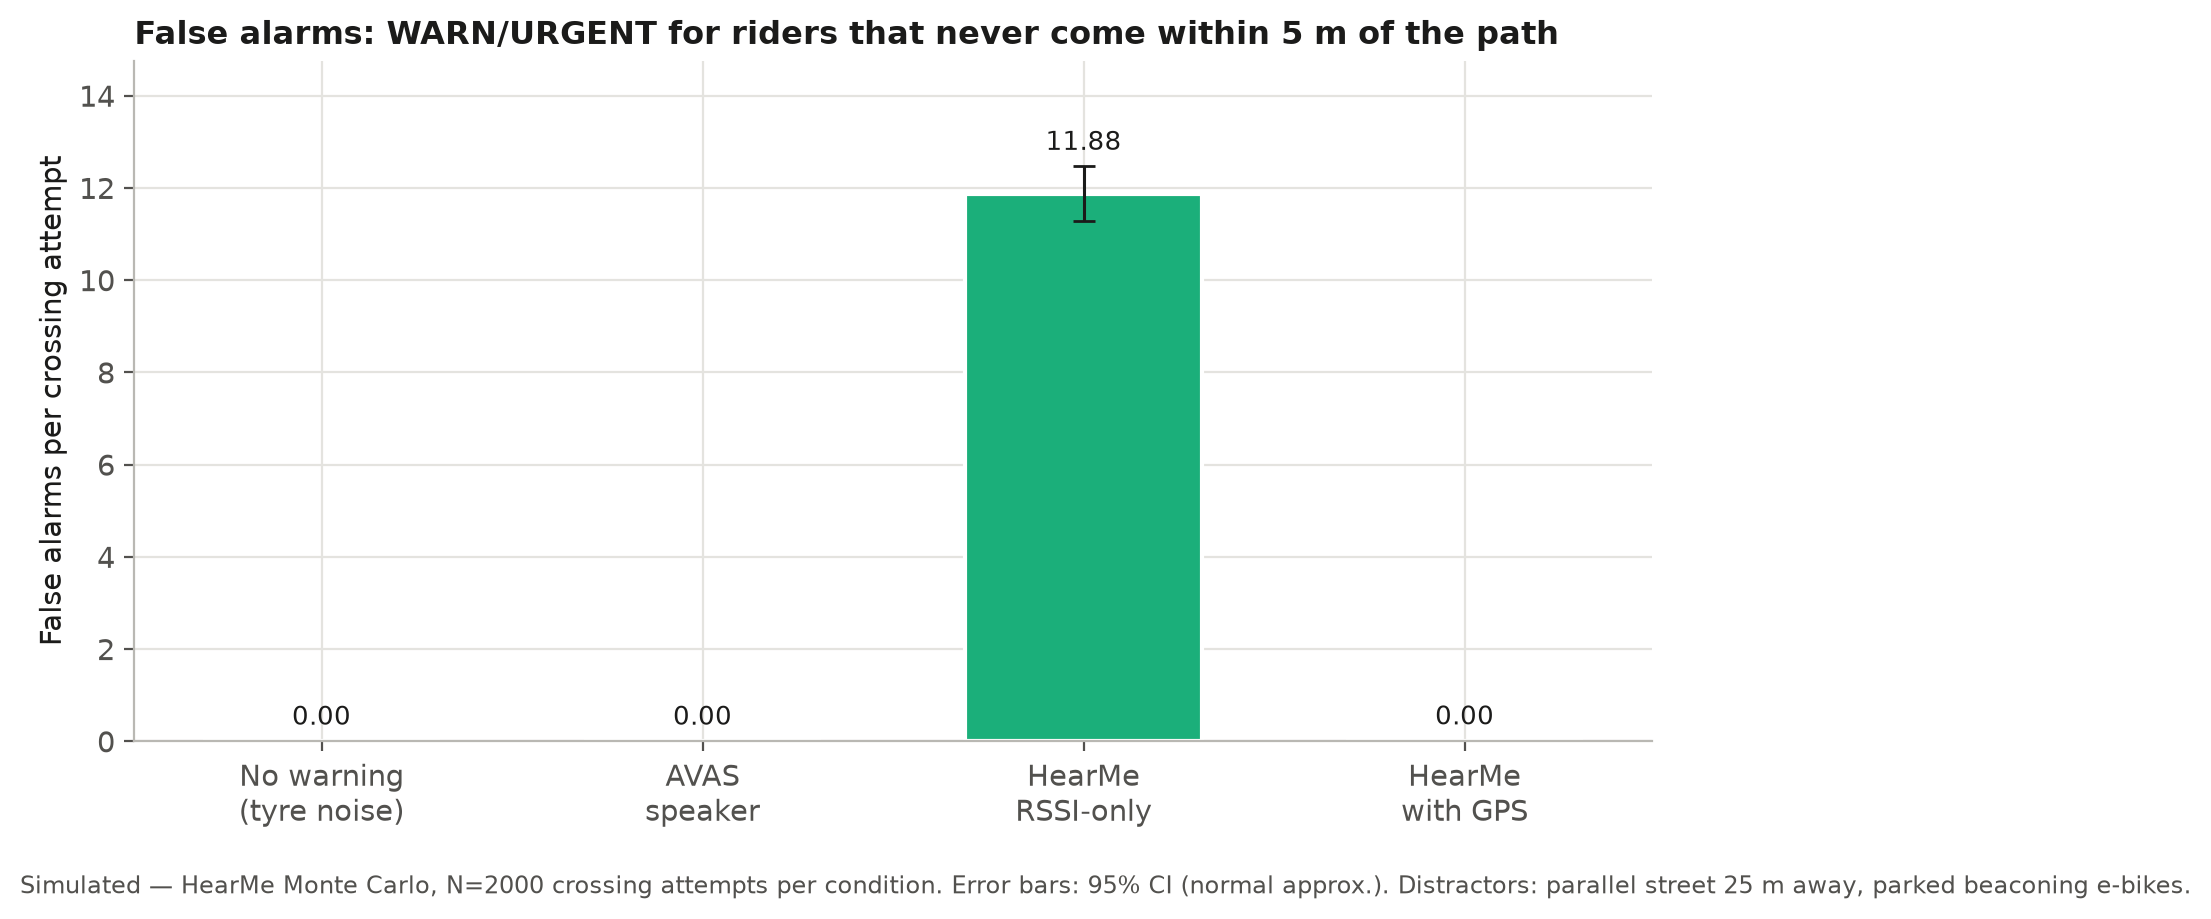 False alarms: WARN/URGENT for riders that never come within 5 m of the path
False alarms per crossing attempt
14
12
10
8
6
4
2
0
0.00
0.00
11.88
0.00
No warning
(tyre noise)
AVAS
speaker
HearMe
RSSI-only
HearMe
with GPS
Simulated — HearMe Monte Carlo, N=2000 crossing attempts per condition. Error bars: 95% CI (normal approx.). Distractors: parallel street 25 m away, parked beaconing e-bikes.